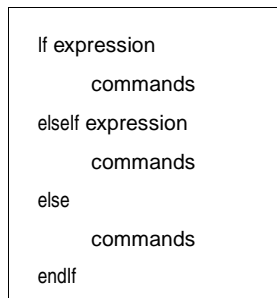 If expression
commands
elseIf expression
commands
else
commands
endIf